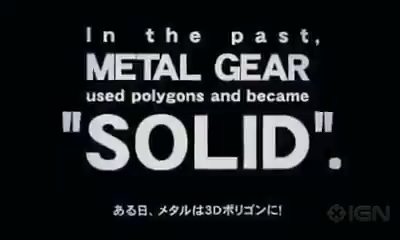 In the past,
METAL GEAR
used polygons and became
"SOLID".
ある日、メタルは3Dポリゴンに!
IGN